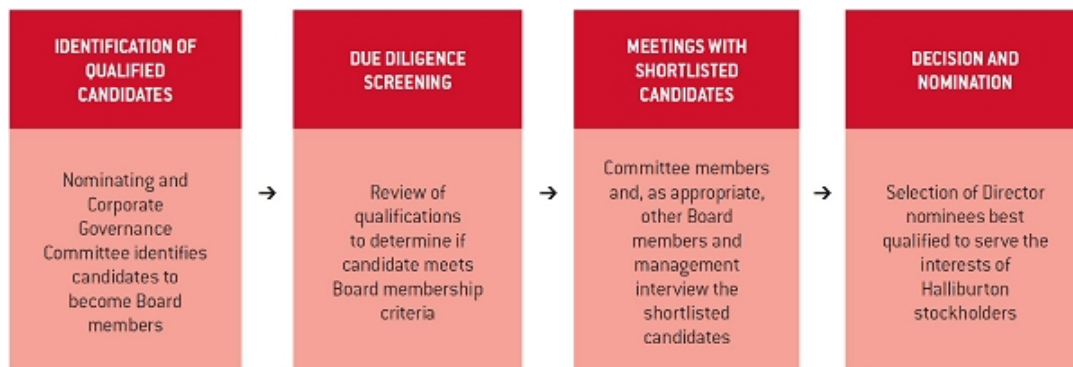 IDENTIFICATION OF
QUALIFIED
CANDIDATES
Nominating and
Corporate
Governance
Committee identifies
candidates to
become Board
members
→
DUE DILIGENCE
SCREENING
Review of
qualifications
to determine if
candidate meets
Board membership
criteria
→
MEETINGS WITH
SHORTLISTED
CANDIDATES
Committee members
and, as appropriate,
other Board
members and
management
interview the
shortlisted
candidates
→
DECISION AND
NOMINATION
Selection of Director
nominees best
qualified to serve the
interests of
Halliburton
stockholders